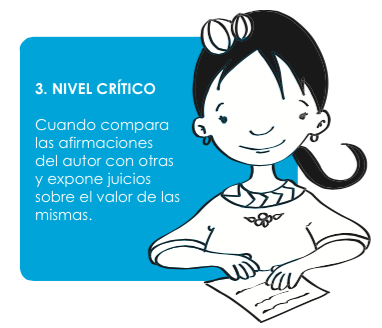 3. NIVEL CRÍTICO
Cuando compara
las afirmaciones
del autor con otras
y expone juicios
sobre el valor de las
mismas.